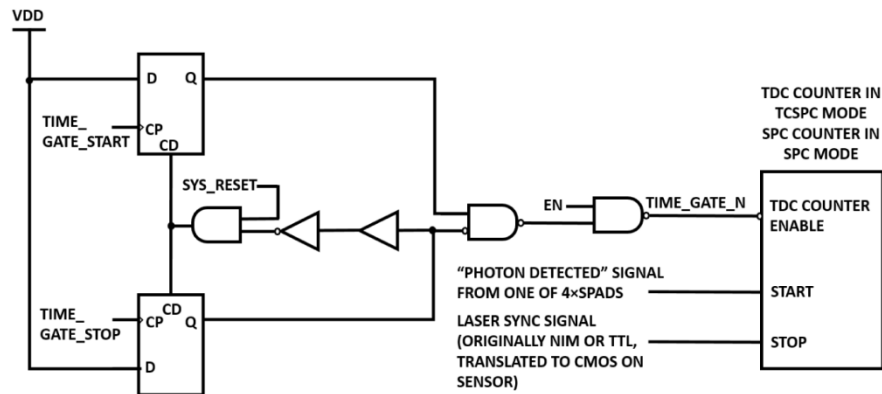 VDD
D Q
TIME_
GATE_START
CP
CD
SYS_RESET
CD
TIME_
GATE_STOP
CP Q
D
EN
TIME_GATE_N
TDC COUNTER IN
TCSPC MODE
SPC COUNTER IN
SPC MODE
TDC COUNTER
ENABLE
"PHOTON DETECTED" SIGNAL
FROM ONE OF 4×SPADS
START
LASER SYNC SIGNAL
(ORIGINALLY NIM OR TTL,
TRANSLATED TO CMOS ON
SENSOR)
STOP